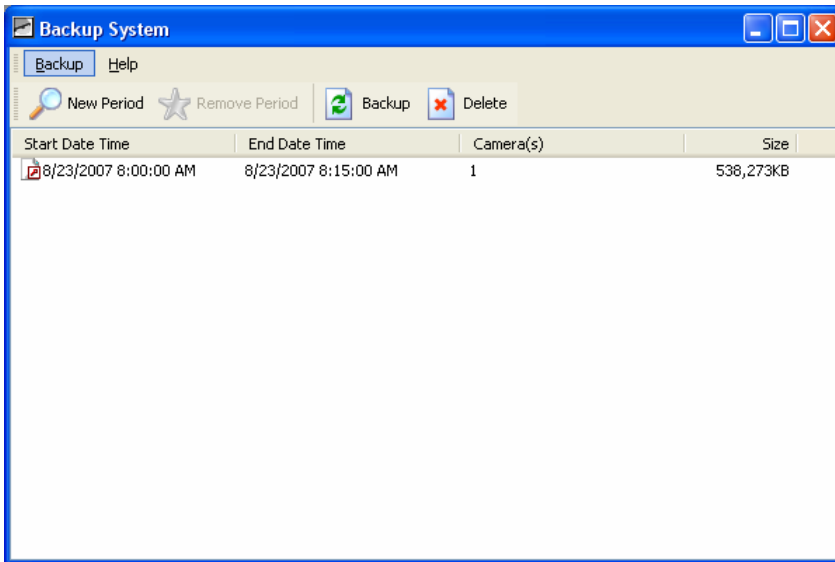 Backup System
Backup Help
New Period Remove Period Backup Delete
Start Date Time End Date Time Camera(s) Size
8/23/2007 8:00:00 AM 8/23/2007 8:15:00 AM 1 538,273KB